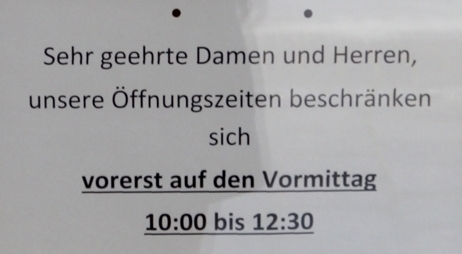 Sehr geehrte Damen und Herren,
unsere Öffnungszeiten beschränken
sich
vorerst auf den Vormittag
10:00 bis 12:30